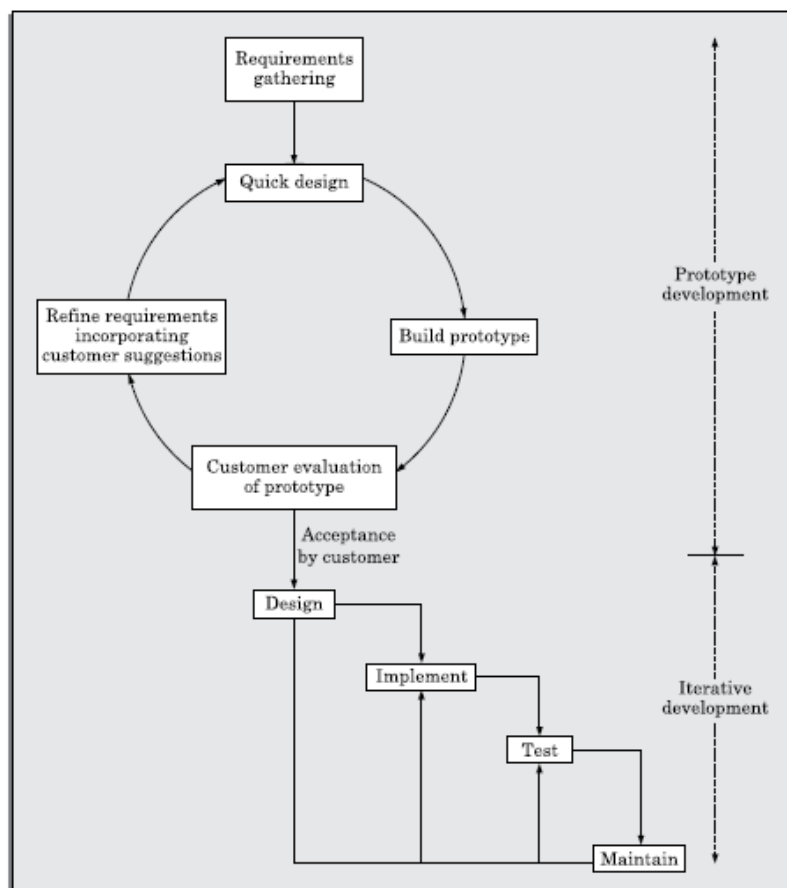 Requirements
gathering
Quick design
Refine requirements
incorporating
customer suggestions
Build prototype
Prototype
development
Customer evaluation
of prototype
Acceptance
by customer
Design
Implement
Iterative
development
Test
Maintain